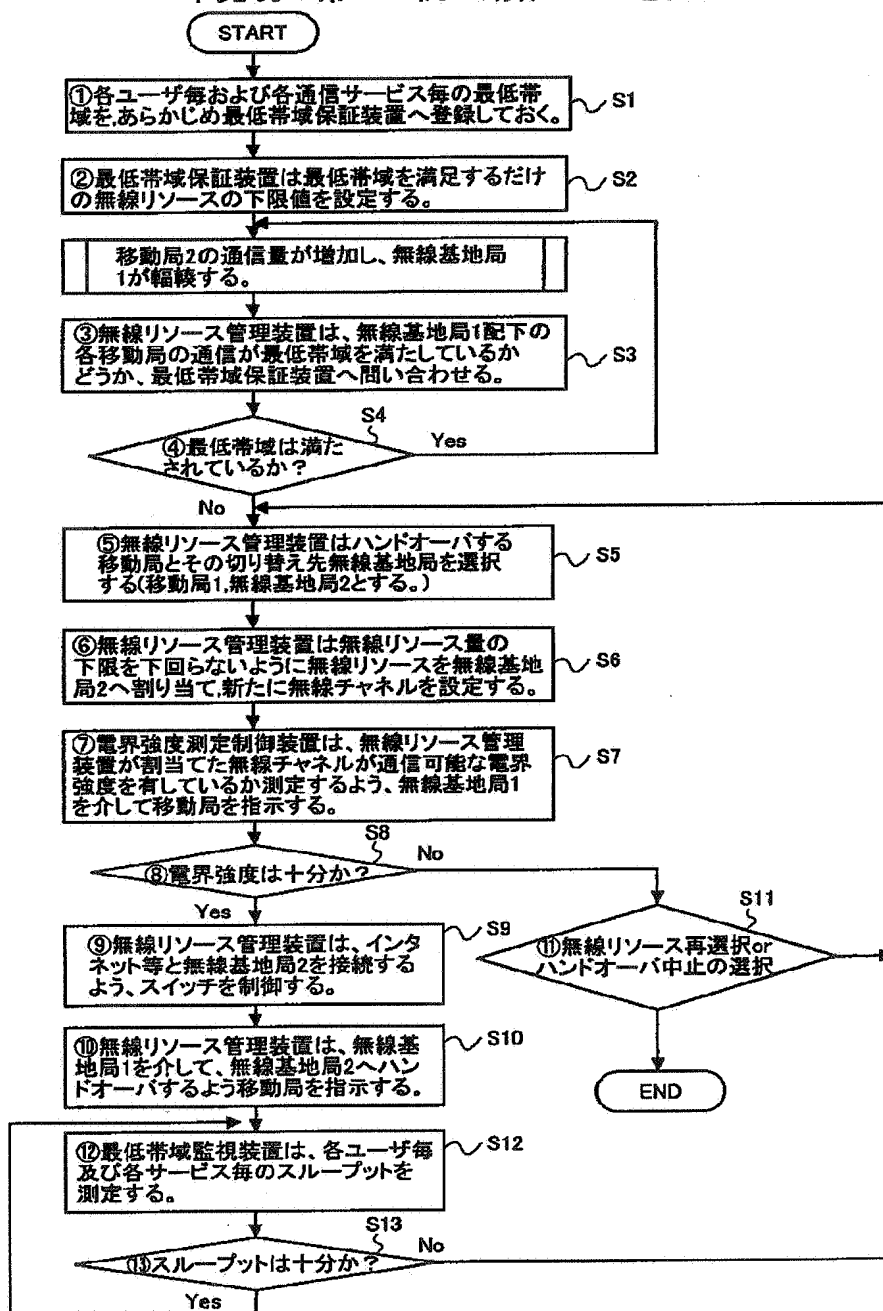 START
①各ユーザ毎および各通信サービス毎の最低帯
域を,あらかじめ最低帯域保証装置へ登録しておく。
S1
②最低帯域保証装置は最低帯域を満足するだけ
の無線リソースの下限値を設定する。
S2
移動局2の通信量が増加し、無線基地局
1が輻輳する。
③無線リソース管理装置は、無線基地局1配下の
各移動局の通信が最低帯域を満たしているか
どうか、最低帯域保証装置へ問い合わせる。
S3
S4
④最低帯域は満た
されているか？
Yes
No
⑤無線リソース管理装置はハンドオーバする
移動局とその切り替え先無線基地局を選択
する(移動局1,無線基地局2とする。)
S5
⑥無線リソース管理装置は無線リソース量の
下限を下回らないように無線リソースを無線基地
局2へ割り当て,新たに無線チャネルを設定する。
S6
⑦電界強度測定制御装置は、無線リソース管理
装置が割当てた無線チャネルが通信可能な電界
強度を有しているか測定するよう、無線基地局1
を介して移動局を指示する。
S7
S8
⑧電界強度は十分か？
No
Yes
⑨無線リソース管理装置は、インタ
ネット等と無線基地局2を接続する
よう、スイッチを制御する。
S9
S11
⑪無線リソース再選択or
ハンドオーバ中止の選択
⑩無線リソース管理装置は、無線基
地局1を介して、無線基地局2へハン
ドオーバするよう移動局を指示する。
S10
END
⑫最低帯域監視装置は、各ユーザ毎
及び各サービス毎のスループットを
測定する。
S12
S13
⑬スループットは十分か？
No
Yes